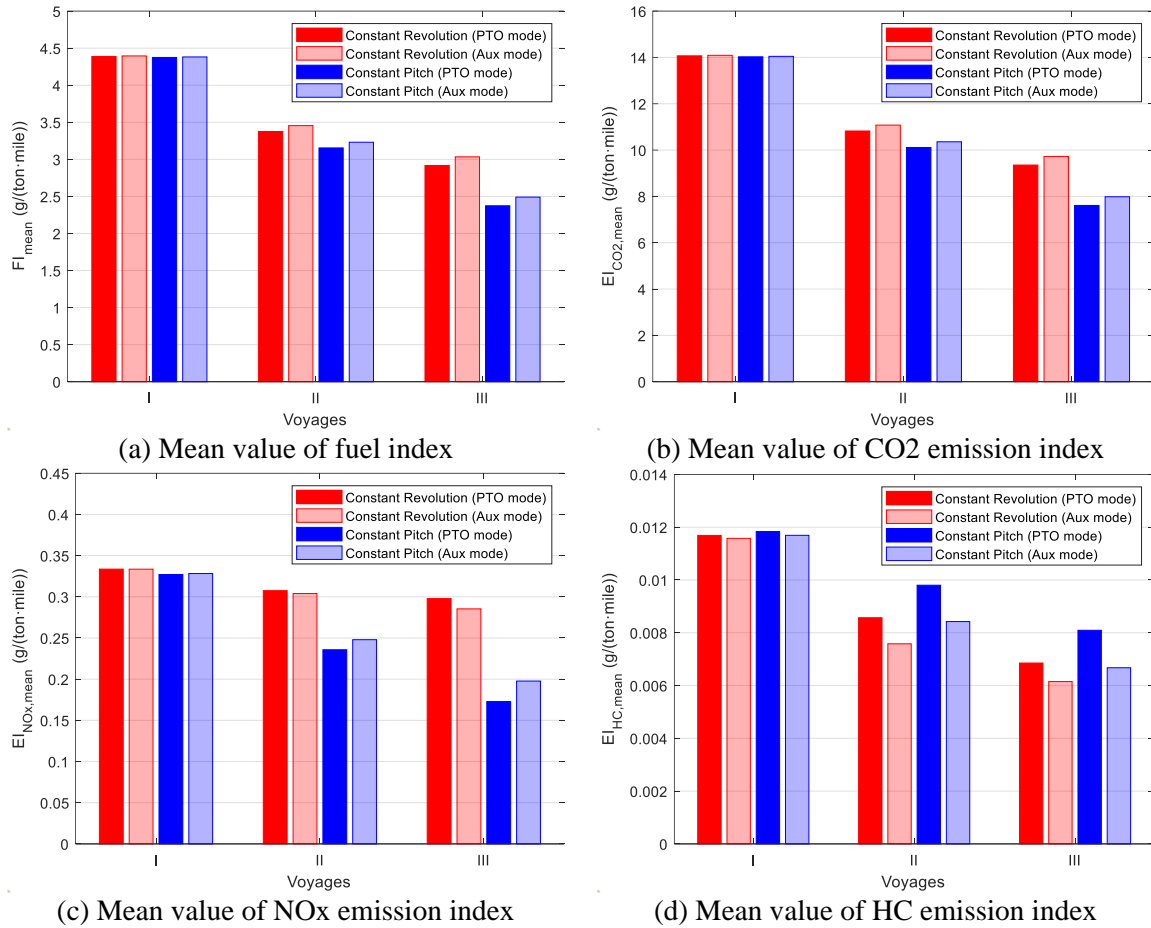 5
4.5
4
3.5
3
2.5
2
1.5
1
0.5
0
FI_mean (g/(ton·mile))
Constant Revolution (PTO mode)
Constant Revolution (Aux mode)
Constant Pitch (PTO mode)
Constant Pitch (Aux mode)
I
II
III
Voyages
(a) Mean value of fuel index
16
14
12
10
8
6
4
2
0
EI_CO2,mean (g/(ton·mile))
Constant Revolution (PTO mode)
Constant Revolution (Aux mode)
Constant Pitch (PTO mode)
Constant Pitch (Aux mode)
I
II
III
Voyages
(b) Mean value of CO2 emission index
0.45
0.4
0.35
0.3
0.25
0.2
0.15
0.1
0.05
0
EI_NOx,mean (g/(ton·mile))
Constant Revolution (PTO mode)
Constant Revolution (Aux mode)
Constant Pitch (PTO mode)
Constant Pitch (Aux mode)
I
II
III
Voyages
(c) Mean value of NOx emission index
0.014
0.012
0.01
0.008
0.006
0.004
0.002
0
EI_HC,mean (g/(ton·mile))
Constant Revolution (PTO mode)
Constant Revolution (Aux mode)
Constant Pitch (PTO mode)
Constant Pitch (Aux mode)
I
II
III
Voyages
(d) Mean value of HC emission index